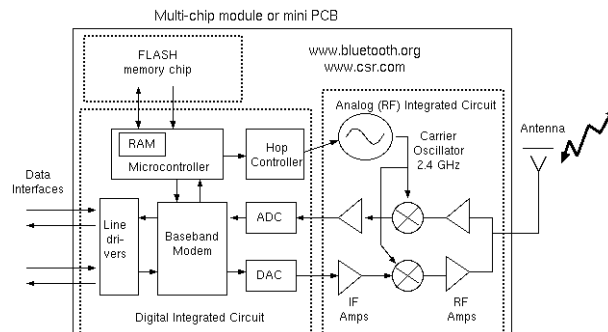 Multi-chip module or mini PCB
FLASH
memory chip
www.bluetooth.org
www.csr.com
Analog (RF) Integrated Circuit
RAM
Microcontroller
Hop
Controller
Carrier
Oscillator
2.4 GHz
Antenna
Data
Interfaces
Line
dri-
vers
Baseband
Modem
ADC
DAC
IF
Amps
RF
Amps
Digital Integrated Circuit